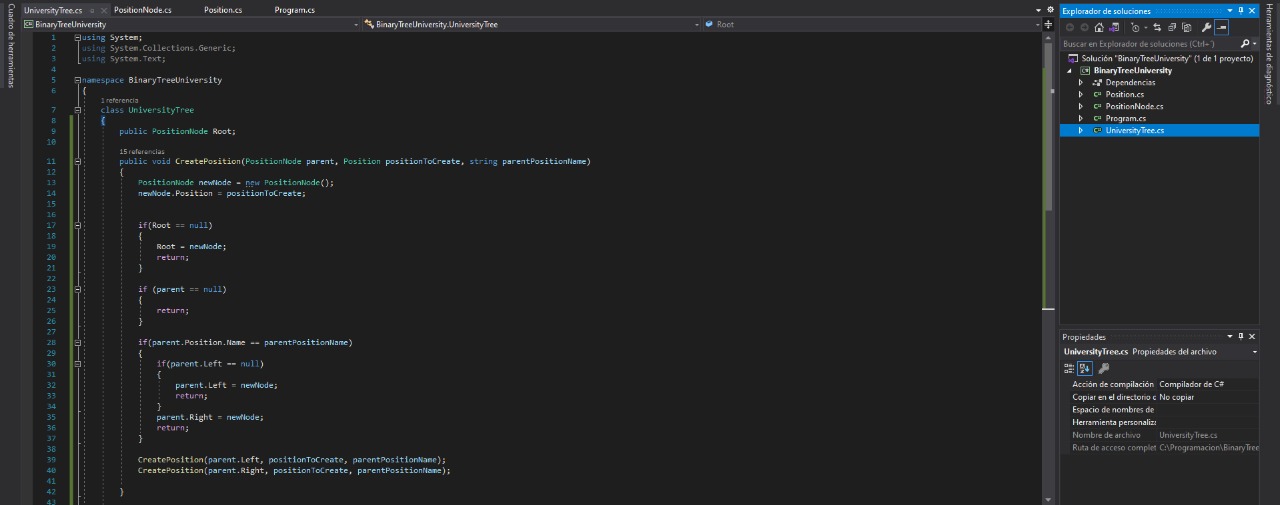 Cuadro de herramientas
UniversityTree.cs PositionNode.cs Position.cs Program.cs
BinaryTreeUniversity BinaryTreeUniversity.UniversityTree Root
1 using System;
2 using System.Collections.Generic;
3 using System.Text;
4
5 namespace BinaryTreeUniversity
6 {
1 referencia
7 class UniversityTree
8 {
9 public PositionNode Root;
10
15 referencias
11 public void CreatePosition(PositionNode parent, Position positionToCreate, string parentPositionName)
12 {
13 PositionNode newNode = new PositionNode();
14 newNode.Position = positionToCreate;
15
16
17 if(Root == null)
18 {
19 Root = newNode;
20 return;
21 }
22
23 if (parent == null)
24 {
25 return;
26 }
27
28 if(parent.Position.Name == parentPositionName)
29 {
30 if(parent.Left == null)
31 {
32 parent.Left = newNode;
33 return;
34 }
35 parent.Right = newNode;
36 return;
37 }
38
39 CreatePosition(parent.Left, positionToCreate, parentPositionName);
40 CreatePosition(parent.Right, positionToCreate, parentPositionName);
41
42 }
43
Explorador de soluciones
Buscar en Explorador de soluciones (Ctrl+´)
Solución "BinaryTreeUniversity" (1 de 1 proyecto)
BinaryTreeUniversity
Dependencias
Position.cs
PositionNode.cs
Program.cs
UniversityTree.cs
Propiedades
UniversityTree.cs Propiedades del archivo
Acción de compilación Compilador de C#
Copiar en el directorio c No copiar
Espacio de nombres de
Herramienta personaliz
Nombre de archivo UniversityTree.cs
Ruta de acceso complet C:\Programacion\BinaryTree
Herramientas de diagnóstico